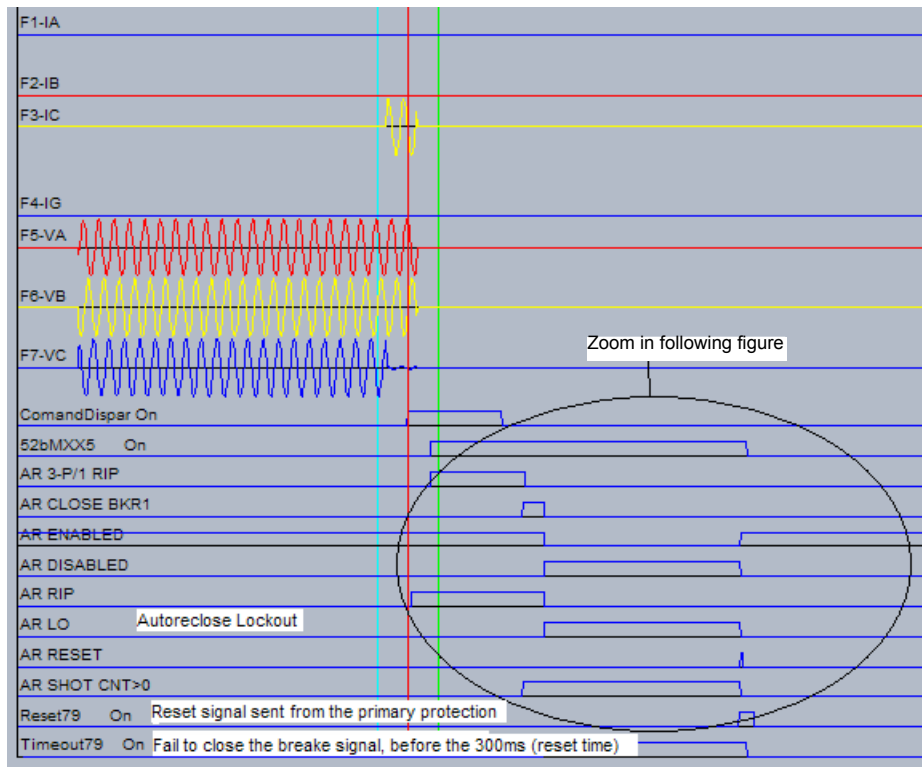 F1-IA
F2-IB
F3-IC
F4-IG
F5-VA
F6-VB
F7-VC
Zoom in following figure
ComandDispar On
52bMXX5 On
AR 3-P/1 RIP
AR CLOSE BKR1
AR ENABLED
AR DISABLED
AR RIP
AR LO Autoreclose Lockout
AR RESET
AR SHOT CNT>0
Reset79 On Reset signal sent from the primary protection
Timeout79 On Fail to close the breake signal, before the 300ms (reset time)